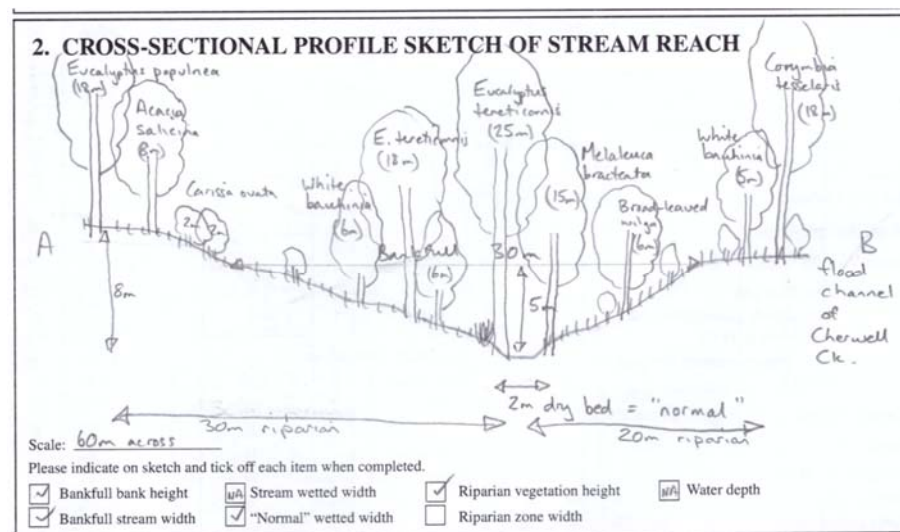 2. CROSS-SECTIONAL PROFILE SKETCH OF STREAM REACH
Eucalyptus populnea
(18m)
Acacia
salicina
(8m)
Carissa ovata
2m
2m
White
bauhinia
(6m)
E. tereticornis
(18m)
Bankfull
(6m)
Eucalyptus
tereticornis
(25m)
Melaleuca
bracteata
(15m)
Broad-leaved
wilga
(6m)
White
bauhinia
(5m)
Corymbia
tesselaris
(18m)
A
30m
B
8m
5m
flood
channel
of
Cherwell
Ck.
2m dry bed = "normal"
30m riparian
20m riparian
Scale: 60m across
Please indicate on sketch and tick off each item when completed.
Bankfull bank height
NA Stream wetted width
Riparian vegetation height
NA Water depth
Bankfull stream width
"Normal" wetted width
Riparian zone width